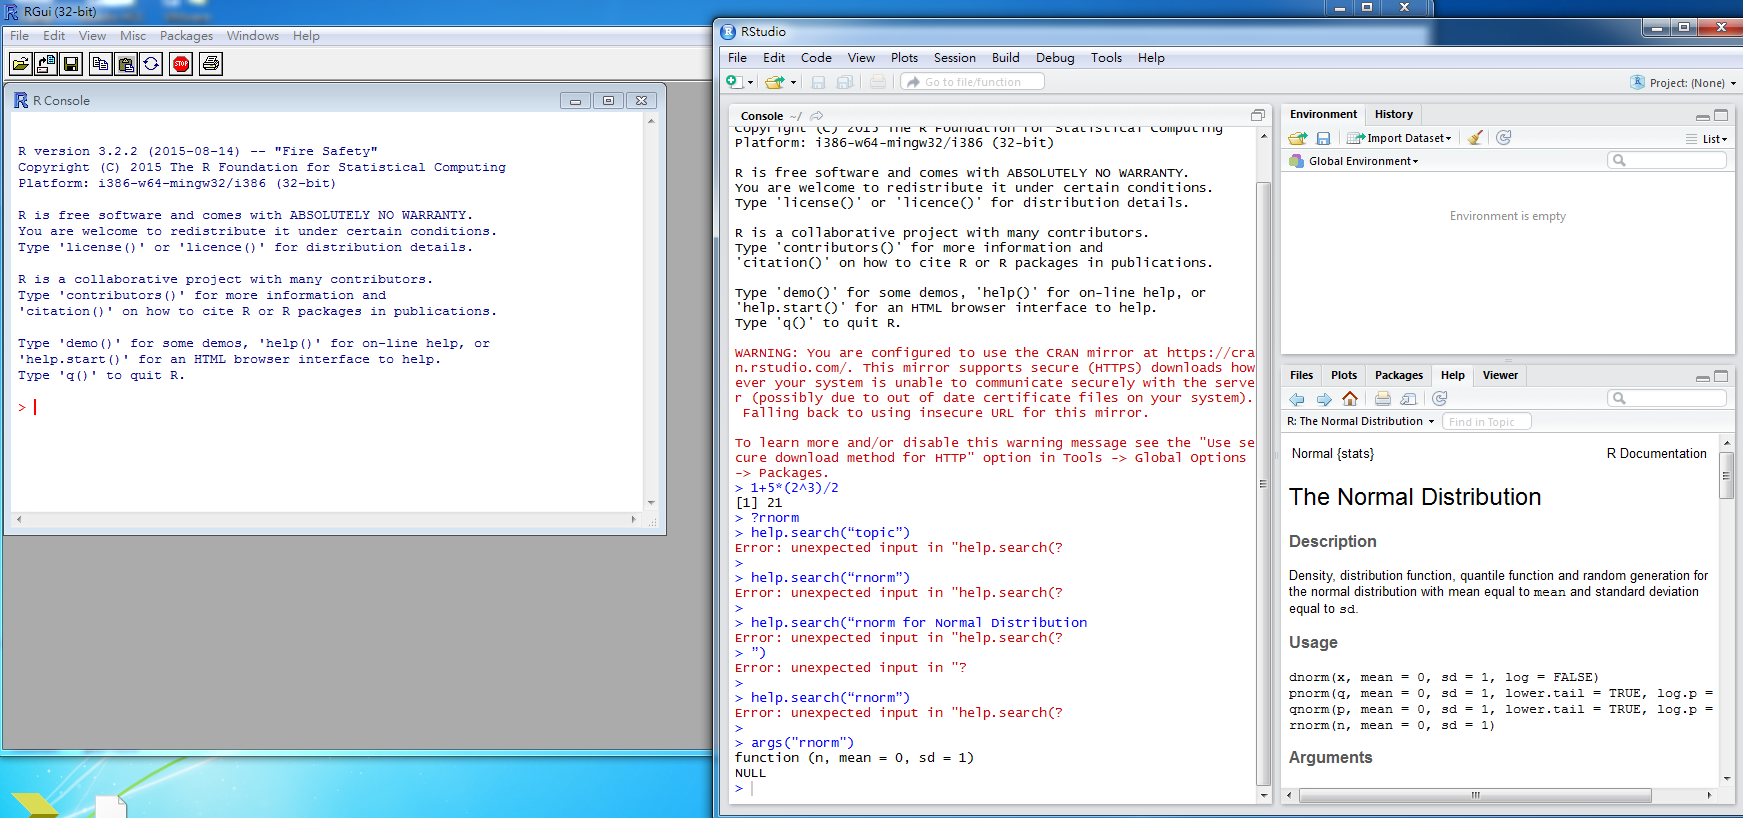 RGui (32-bit)
File Edit View Misc Packages Windows Help
STOP
R Console
R version 3.2.2 (2015-08-14) -- "Fire Safety"
Copyright (C) 2015 The R Foundation for Statistical Computing
Platform: i386-w64-mingw32/i386 (32-bit)
R is free software and comes with ABSOLUTELY NO WARRANTY.
You are welcome to redistribute it under certain conditions.
Type 'license()' or 'licence()' for distribution details.
R is a collaborative project with many contributors.
Type 'contributors()' for more information and
'citation()' on how to cite R or R packages in publications.
Type 'demo()' for some demos, 'help()' for on-line help, or
'help.start()' for an HTML browser interface to help.
Type 'q()' to quit R.
>
RStudio
File Edit Code View Plots Session Build Debug Tools Help
Go to file/function
Project: (None)
Console ~/
Copyright (C) 2015 The R Foundation for Statistical Computing
Platform: i386-w64-mingw32/i386 (32-bit)
R is free software and comes with ABSOLUTELY NO WARRANTY.
You are welcome to redistribute it under certain conditions.
Type 'license()' or 'licence()' for distribution details.
R is a collaborative project with many contributors.
Type 'contributors()' for more information and
'citation()' on how to cite R or R packages in publications.
Type 'demo()' for some demos, 'help()' for on-line help, or
'help.start()' for an HTML browser interface to help.
Type 'q()' to quit R.
WARNING: You are configured to use the CRAN mirror at https://cra
n.rstudio.com/. This mirror supports secure (HTTPS) downloads how
ever your system is unable to communicate securely with the serve
r (possibly due to out of date certificate files on your system).
Falling back to using insecure URL for this mirror.
To learn more and/or disable this warning message see the "Use se
cure download method for HTTP" option in Tools -> Global Options
-> Packages.
> 1+5*(2^3)/2
[1] 21
> ?rnorm
> help.search(“topic”)
Error: unexpected input in "help.search(?
>
> help.search(“rnorm”)
Error: unexpected input in "help.search(?
>
> help.search(“rnorm for Normal Distribution
Error: unexpected input in "help.search(?
> ”)
Error: unexpected input in "?
>
> help.search(“rnorm”)
Error: unexpected input in "help.search(?
>
> args("rnorm")
function (n, mean = 0, sd = 1)
NULL
>
Environment History
Import Dataset List
Global Environment
Environment is empty
Files Plots Packages Help Viewer
R: The Normal Distribution Find in Topic
Normal {stats} R Documentation
The Normal Distribution
Description
Density, distribution function, quantile function and random generation for
the normal distribution with mean equal to mean and standard deviation
equal to sd.
Usage
dnorm(x, mean = 0, sd = 1, log = FALSE)
pnorm(q, mean = 0, sd = 1, lower.tail = TRUE, log.p =
qnorm(p, mean = 0, sd = 1, lower.tail = TRUE, log.p =
rnorm(n, mean = 0, sd = 1)
Arguments